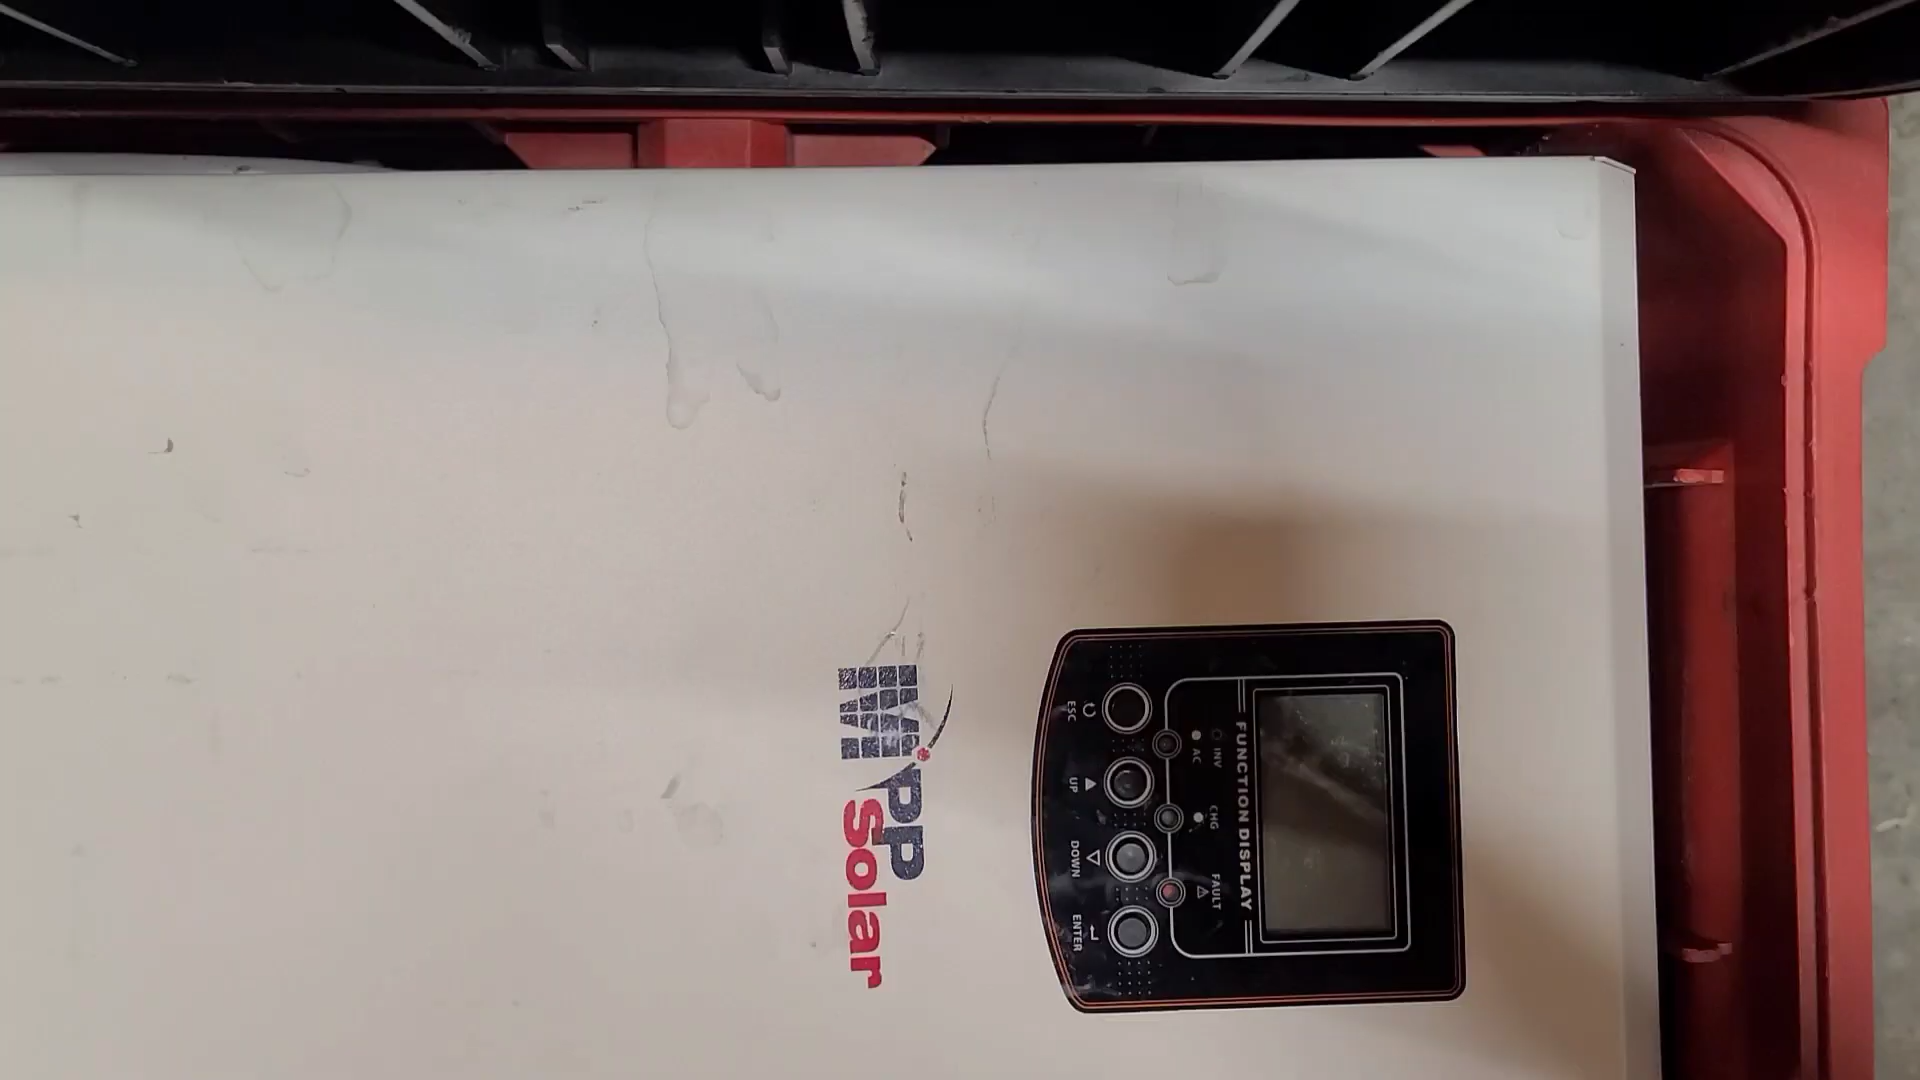 FUNCTION DISPLAY
INV
AC
CHG
FAULT
ESC
UP
DOWN
ENTER
MPP
Solar